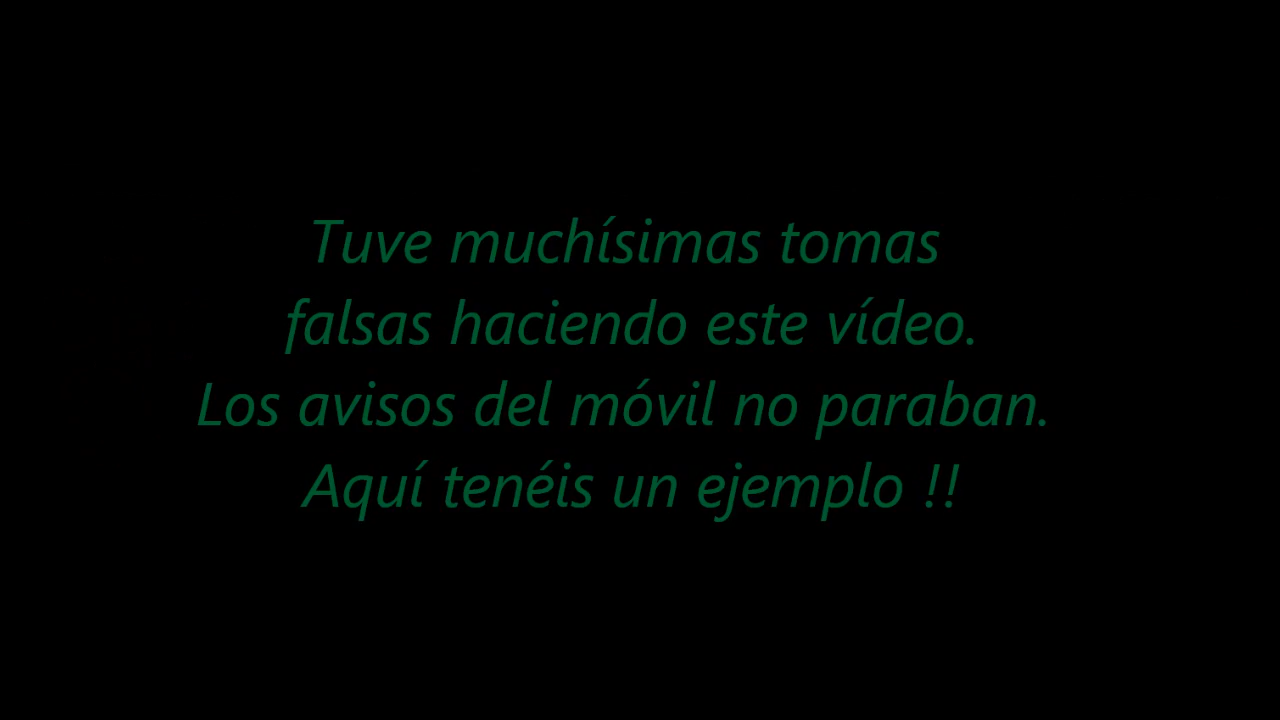 Tuve muchísimas tomas
falsas haciendo este vídeo.
Los avisos del móvil no paraban.
Aquí tenéis un ejemplo !!